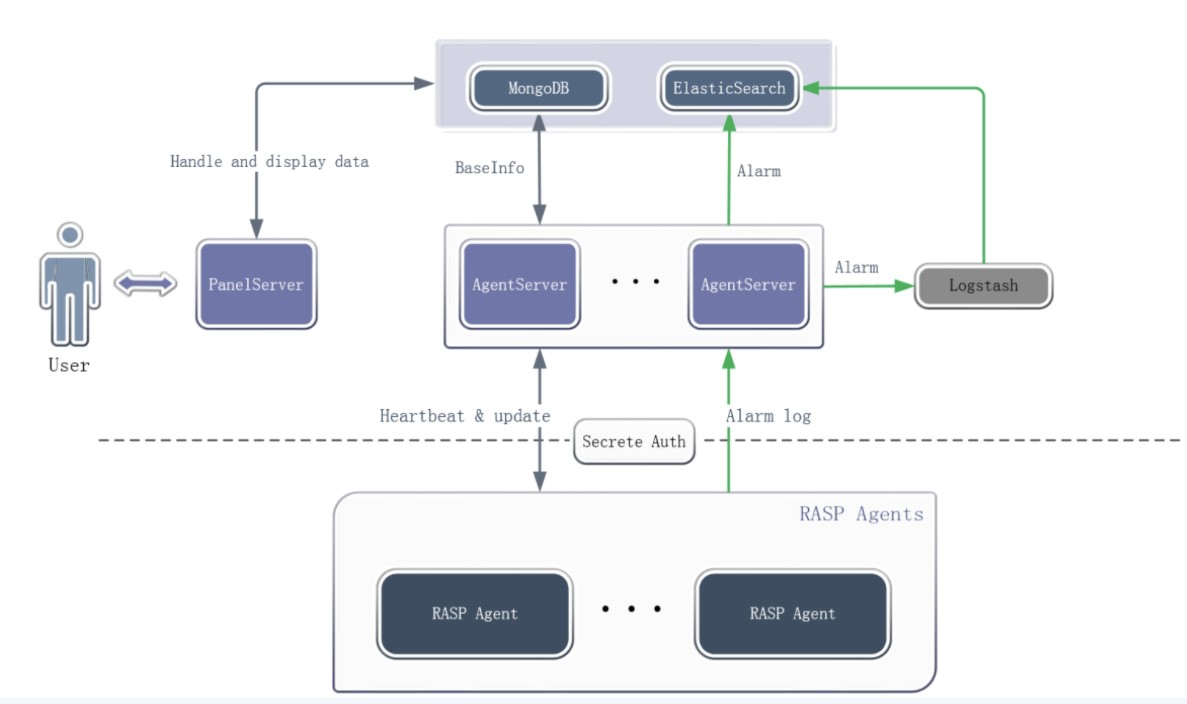 MongoDB
ElasticSearch
Handle and display data
BaseInfo
Alarm
PanelServer
AgentServer
· · ·
AgentServer
Alarm
Logstash
User
Heartbeat & update
Alarm log
Secrete Auth
RASP Agents
RASP Agent
· · ·
RASP Agent